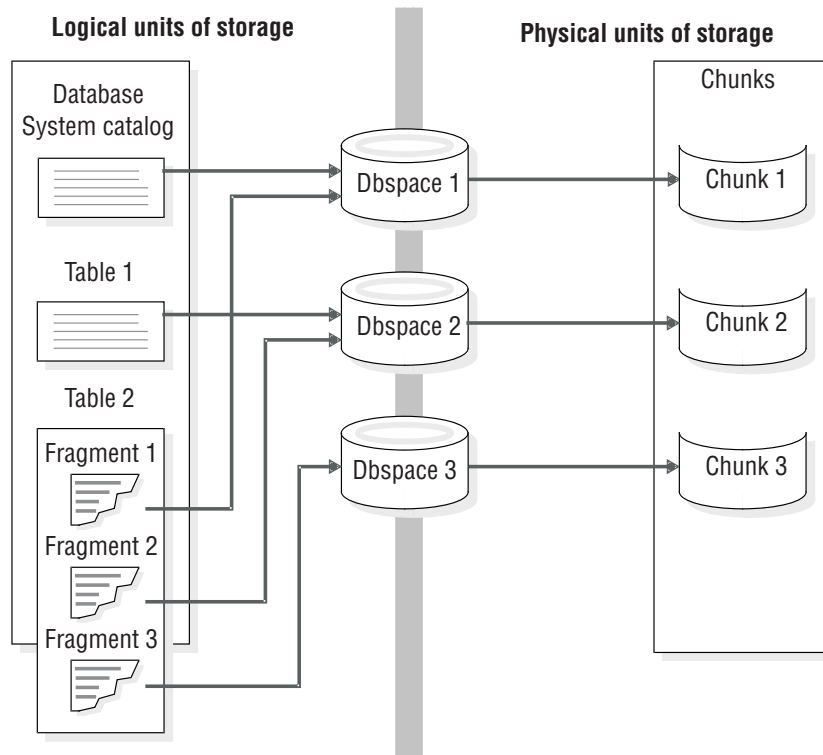 Logical units of storage
Physical units of storage
Database
System catalog
Table 1
Table 2
Fragment 1
Fragment 2
Fragment 3
Dbspace 1
Dbspace 2
Dbspace 3
Chunks
Chunk 1
Chunk 2
Chunk 3